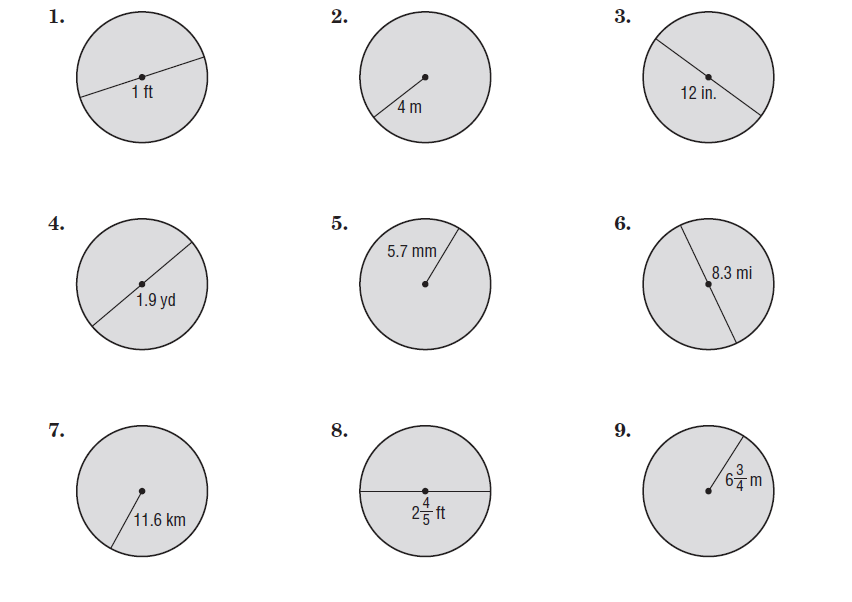 1.
1 ft
2.
4 m
3.
12 in.
4.
1.9 yd
5.
5.7 mm
6.
8.3 mi
7.
11.6 km
8.
2 4/5 ft
9.
6 3/4 m